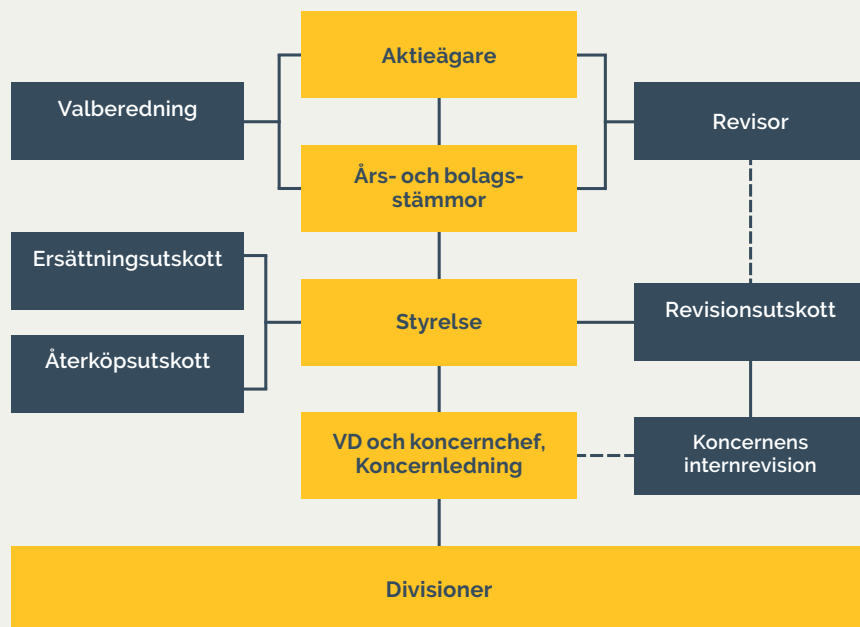 Aktieägare
Valberedning
Revisor
Års- och bolags-
stämmor
Ersättningsutskott
Styrelse
Revisionsutskott
Återköpsutskott
VD och koncernchef,
Koncernledning
Koncernens
internrevision
Divisioner